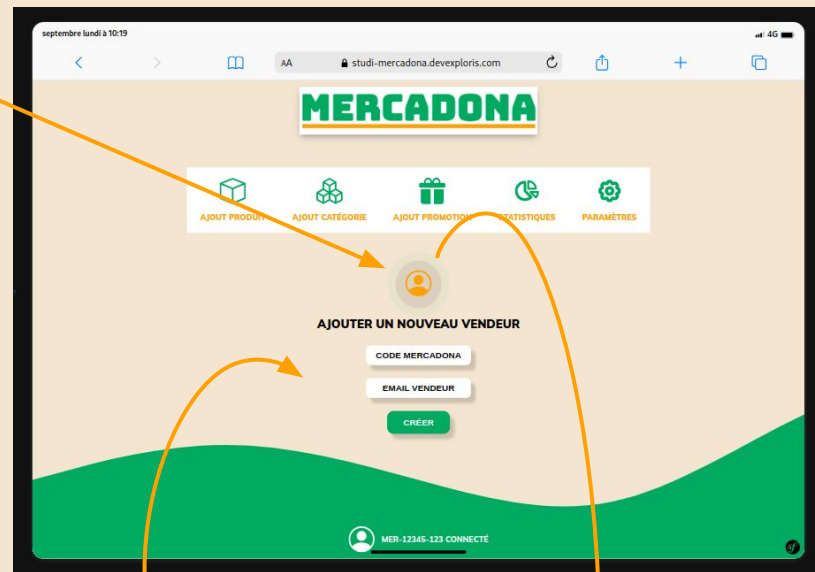 septembre lundi à 10:19
4G
AA studi-mercadona.devexploris.com
MERCADONA
AJOUT PRODUIT AJOUT CATÉGORIE AJOUT PROMOTION STATISTIQUES PARAMÈTRES
AJOUTER UN NOUVEAU VENDEUR
CODE MERCADONA
EMAIL VENDEUR
CRÉER
MER-12345-123 CONNECTÉ
sf